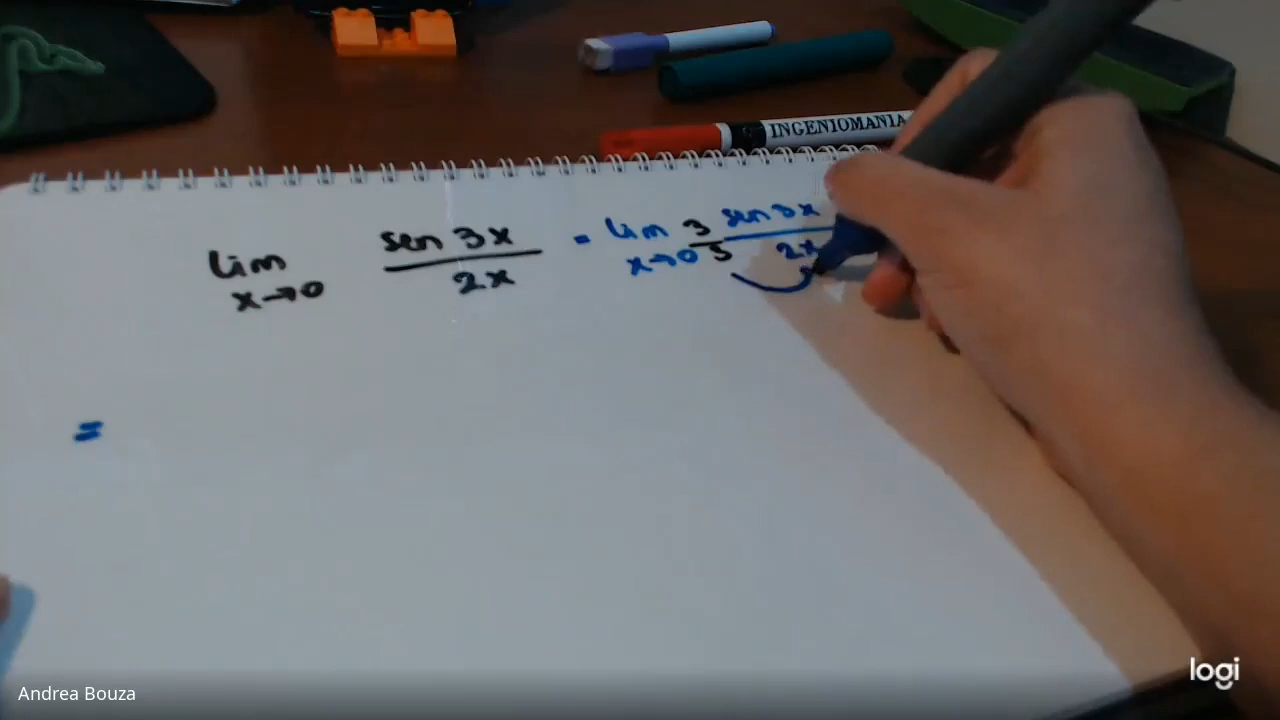 INGENIOMANIA
lim x→0 sen 3x / 2x = lim x→0 3/3 sen 3x / 2x
=
logi
Andrea Bouza